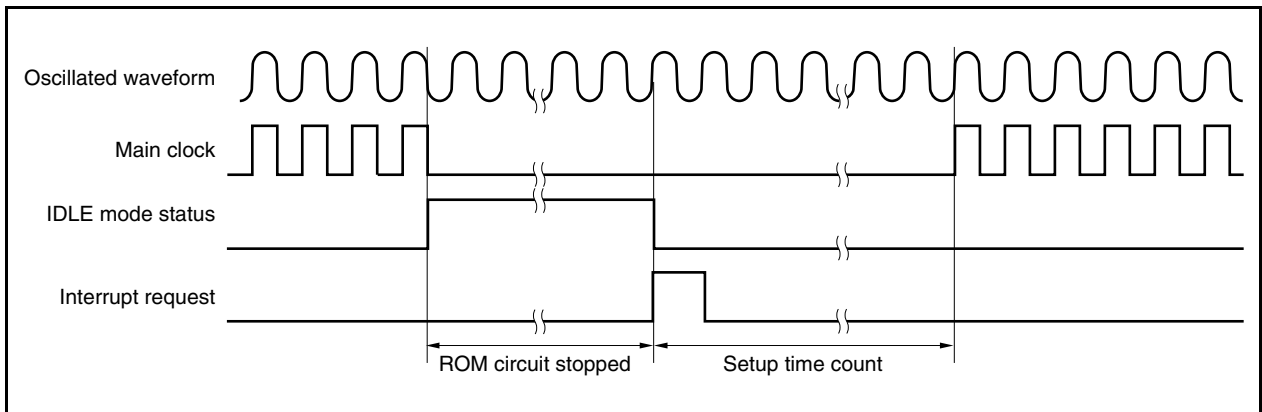 Oscillated waveform
Main clock
IDLE mode status
Interrupt request
ROM circuit stopped
Setup time count